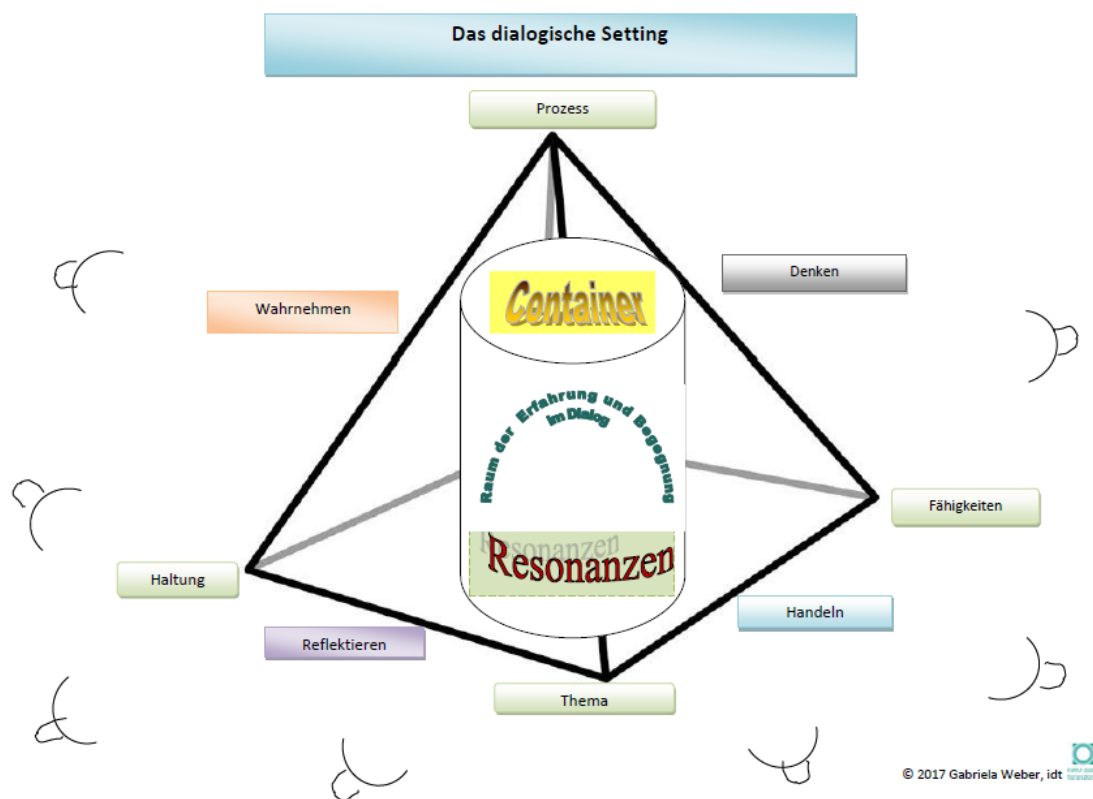 Das dialogische Setting
Prozess
Denken
Wahrnehmen
Container
Raum der Erfahrung und Begegnung
im Dialog
Fähigkeiten
Resonanzen
Resonanzen
Haltung
Handeln
Reflektieren
Thema
© 2017 Gabriela Weber, idt